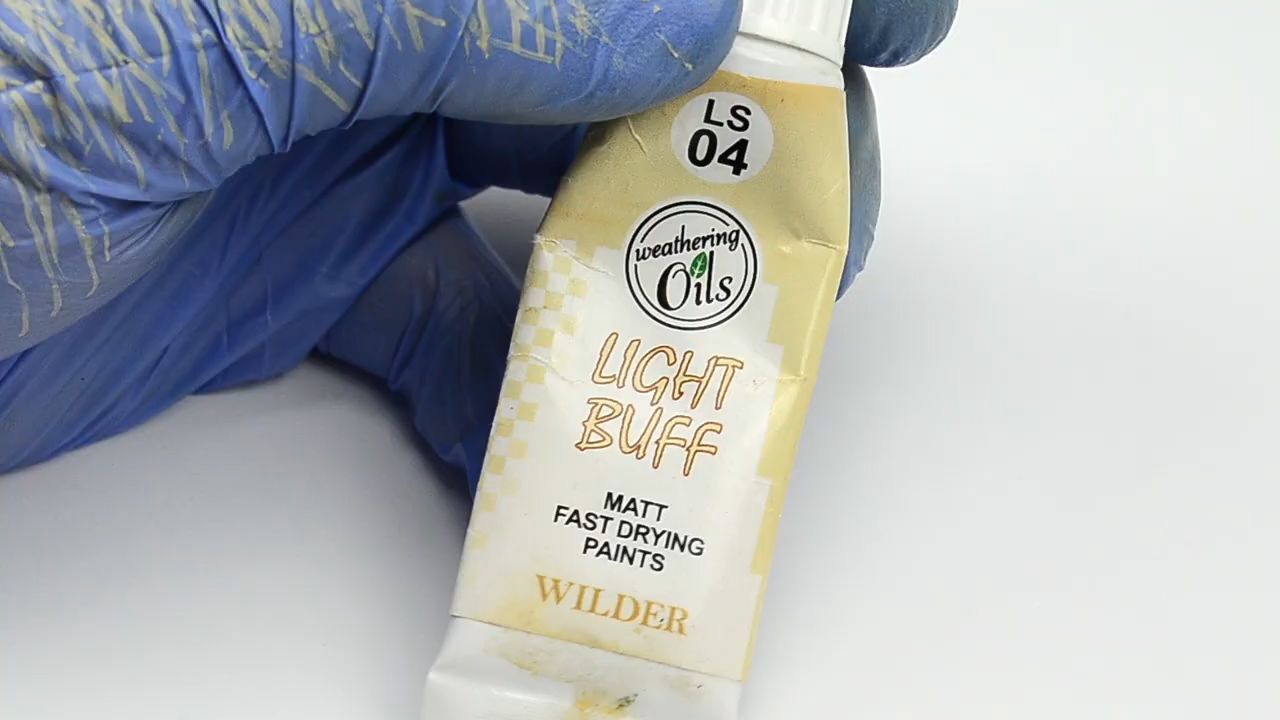 LS
04
weathering
Oils
LIGHT
BUFF
MATT
FAST DRYING
PAINTS
WILDER